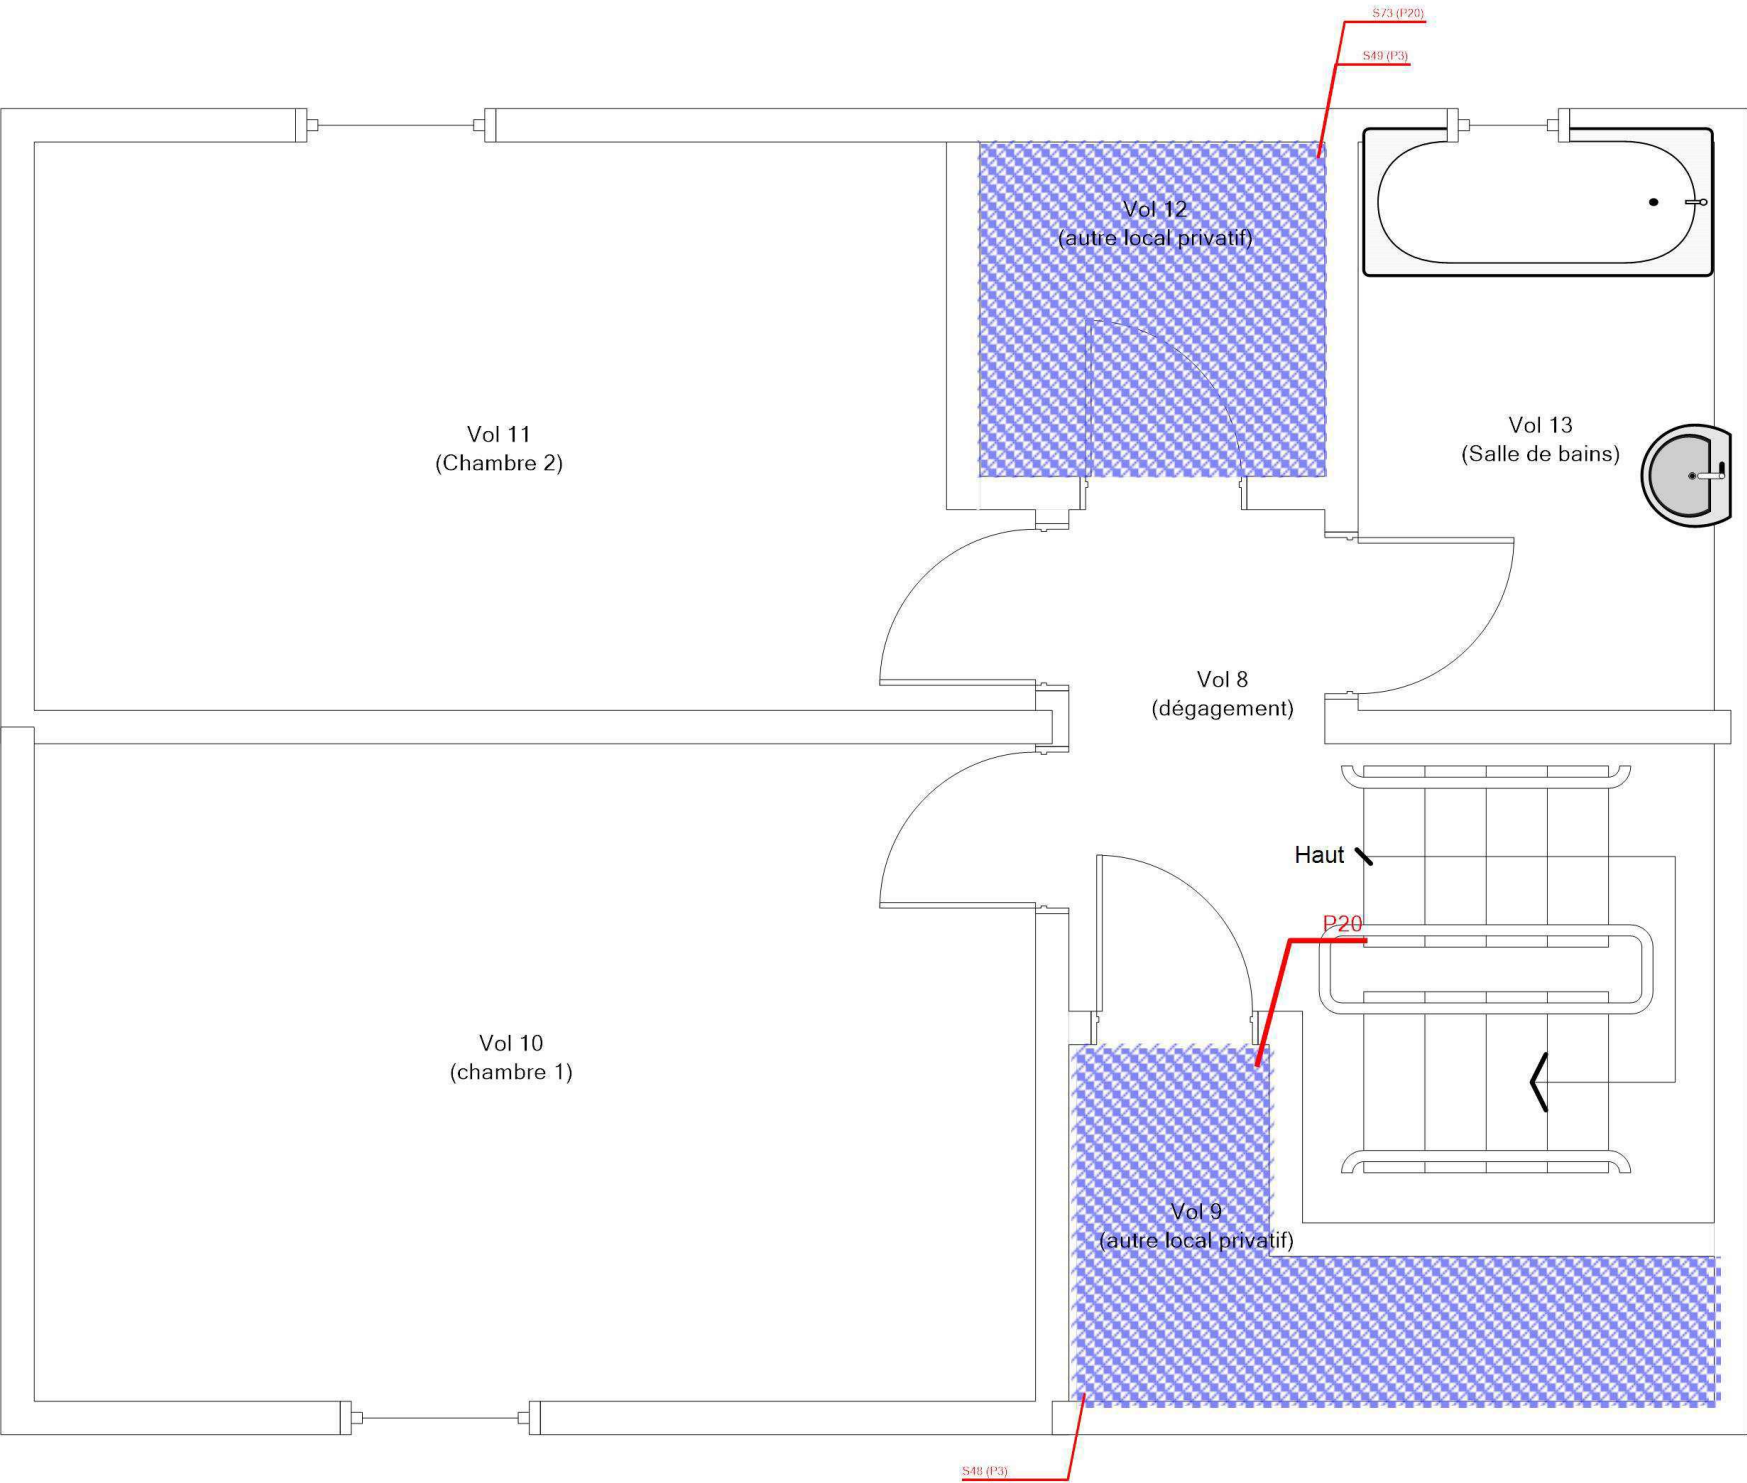 S73 (P20)
S49 (P3)
Vol 12
(autre local privatif)
Vol 11
(Chambre 2)
Vol 13
(Salle de bains)
Vol 8
(dégagement)
Haut
P20
Vol 10
(chambre 1)
Vol 9
(autre local privatif)
S48 (P3)